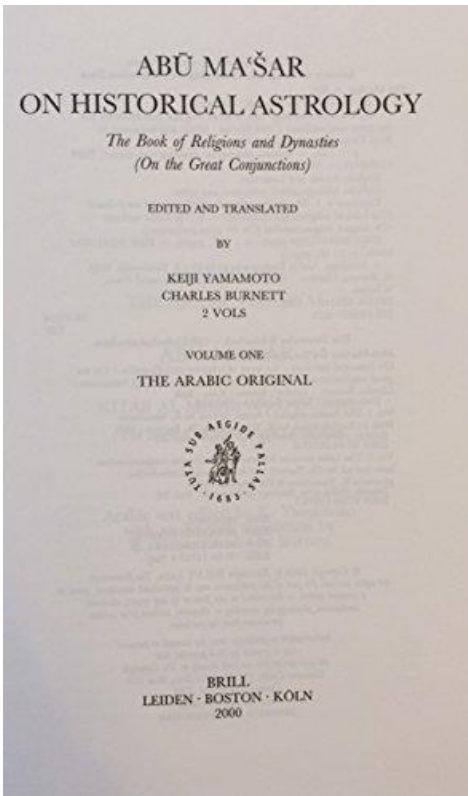 ABŪ MAʿŠAR
ON HISTORICAL ASTROLOGY
The Book of Religions and Dynasties
(On the Great Conjunctions)
EDITED AND TRANSLATED
BY
KEIJI YAMAMOTO
CHARLES BURNETT
2 VOLS
VOLUME ONE
THE ARABIC ORIGINAL
TUTA SUB AEGIDE PALLAS
· 1683 ·
BRILL
LEIDEN · BOSTON · KÖLN
2000